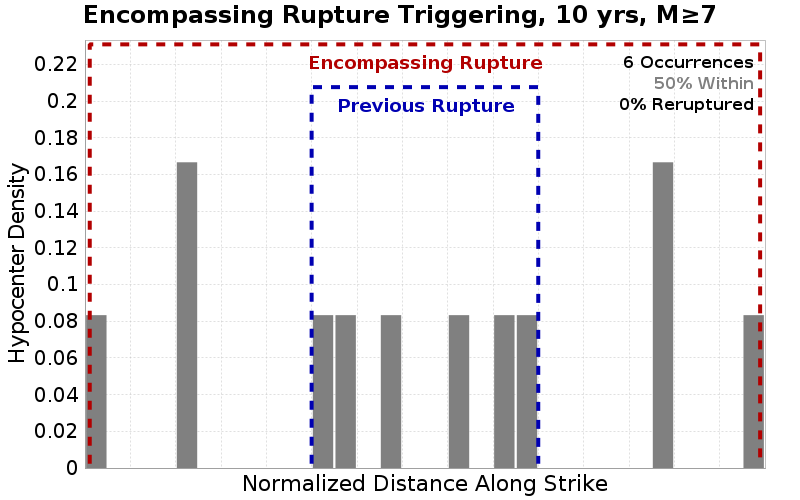 Encompassing Rupture Triggering, 10 yrs, M≥7
Encompassing Rupture
6 Occurrences
50% Within
0% Reruptured
Previous Rupture
Hypocenter Density
0.22
0.2
0.18
0.16
0.14
0.12
0.1
0.08
0.06
0.04
0.02
0
Normalized Distance Along Strike